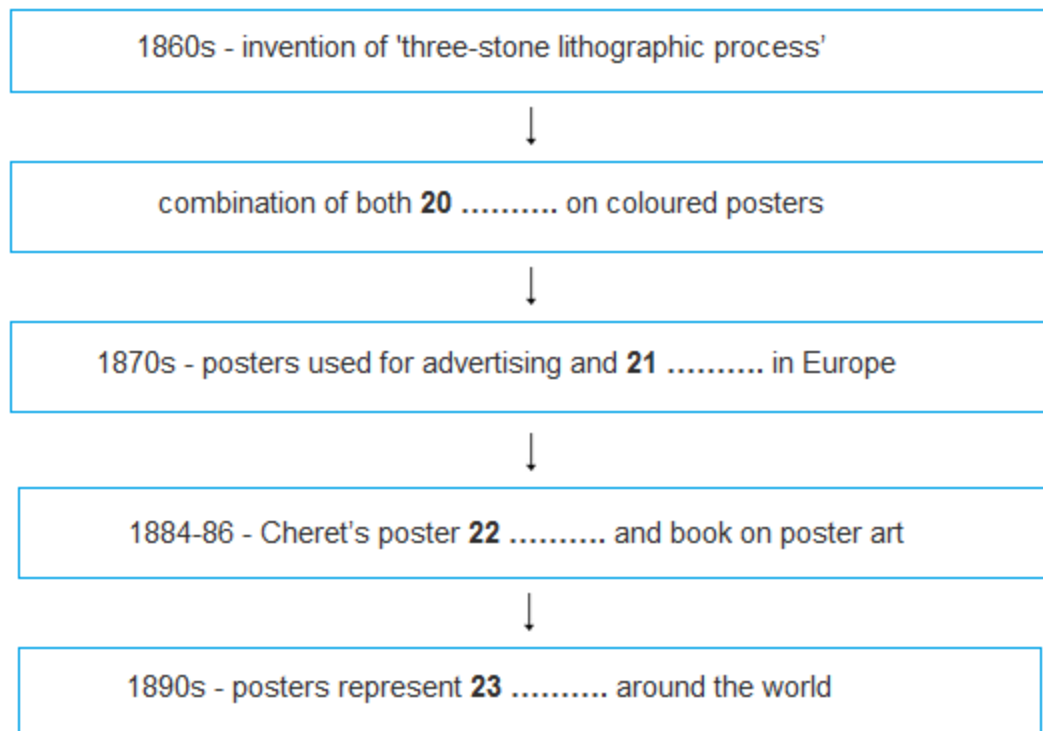 1860s - invention of 'three-stone lithographic process’
combination of both 20 .......... on coloured posters
1870s - posters used for advertising and 21 .......... in Europe
1884-86 - Cheret’s poster 22 .......... and book on poster art
1890s - posters represent 23 .......... around the world